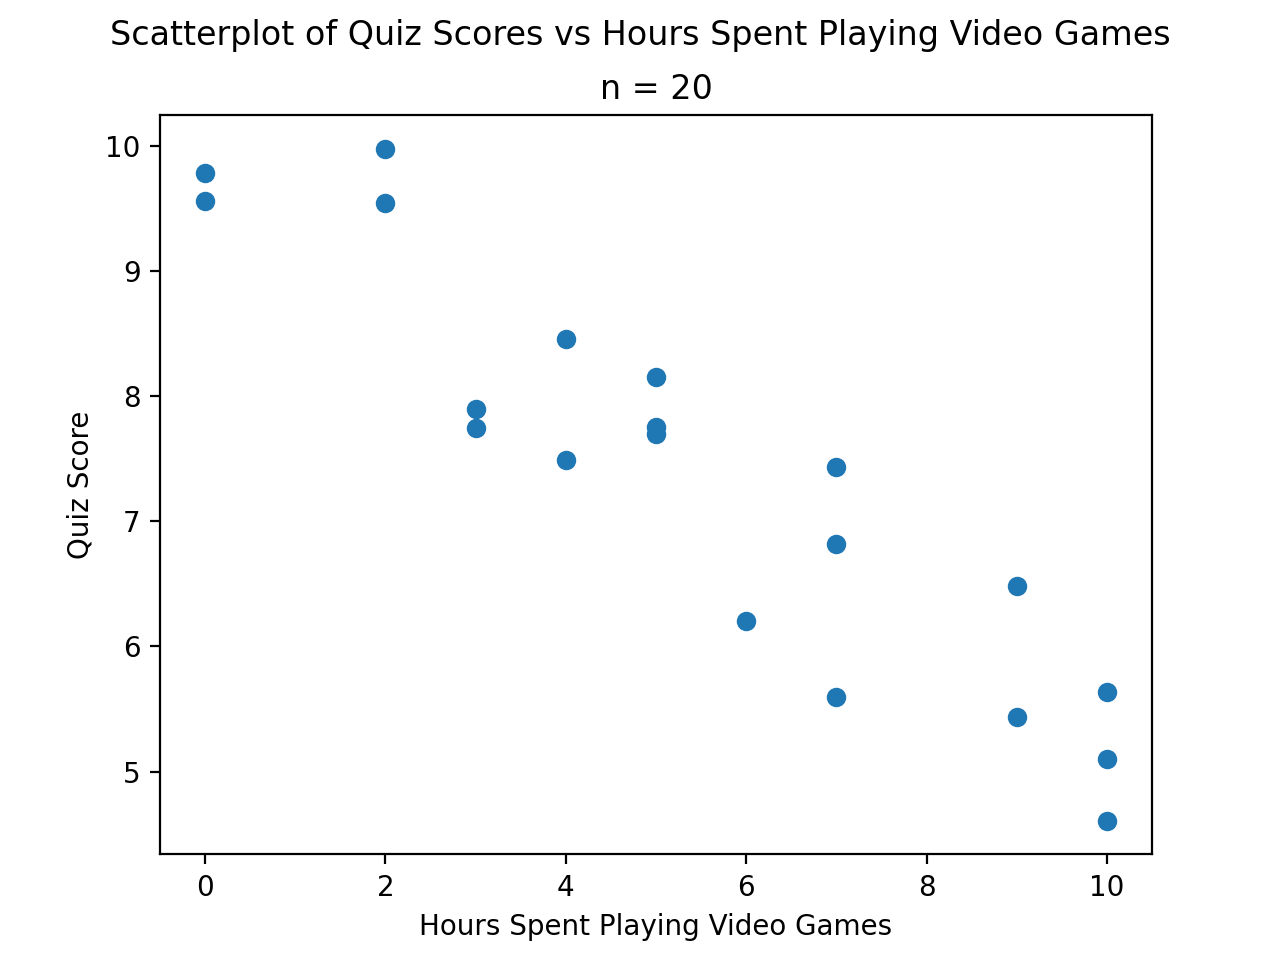 Scatterplot of Quiz Scores vs Hours Spent Playing Video Games
n = 20
10
9
8
7
6
5
Quiz Score
0 2 4 6 8 10
Hours Spent Playing Video Games